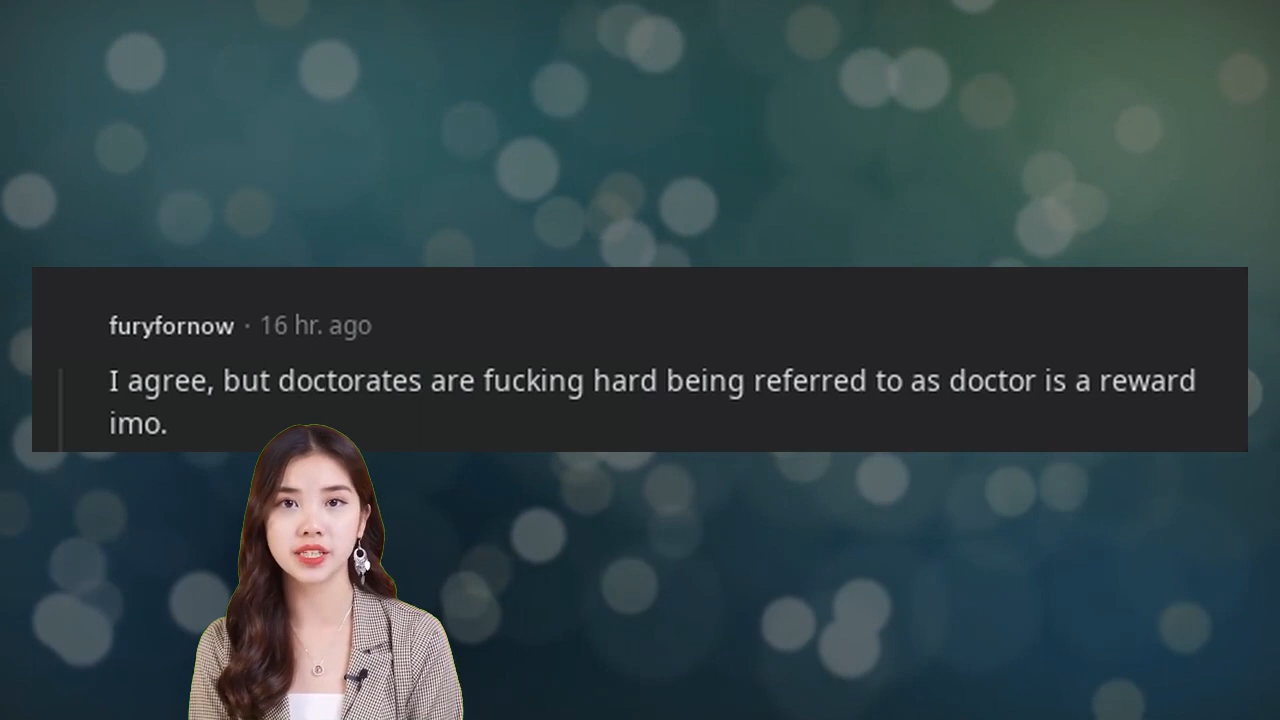 furyfornow · 16 hr. ago
I agree, but doctorates are fucking hard being referred to as doctor is a reward
imo.